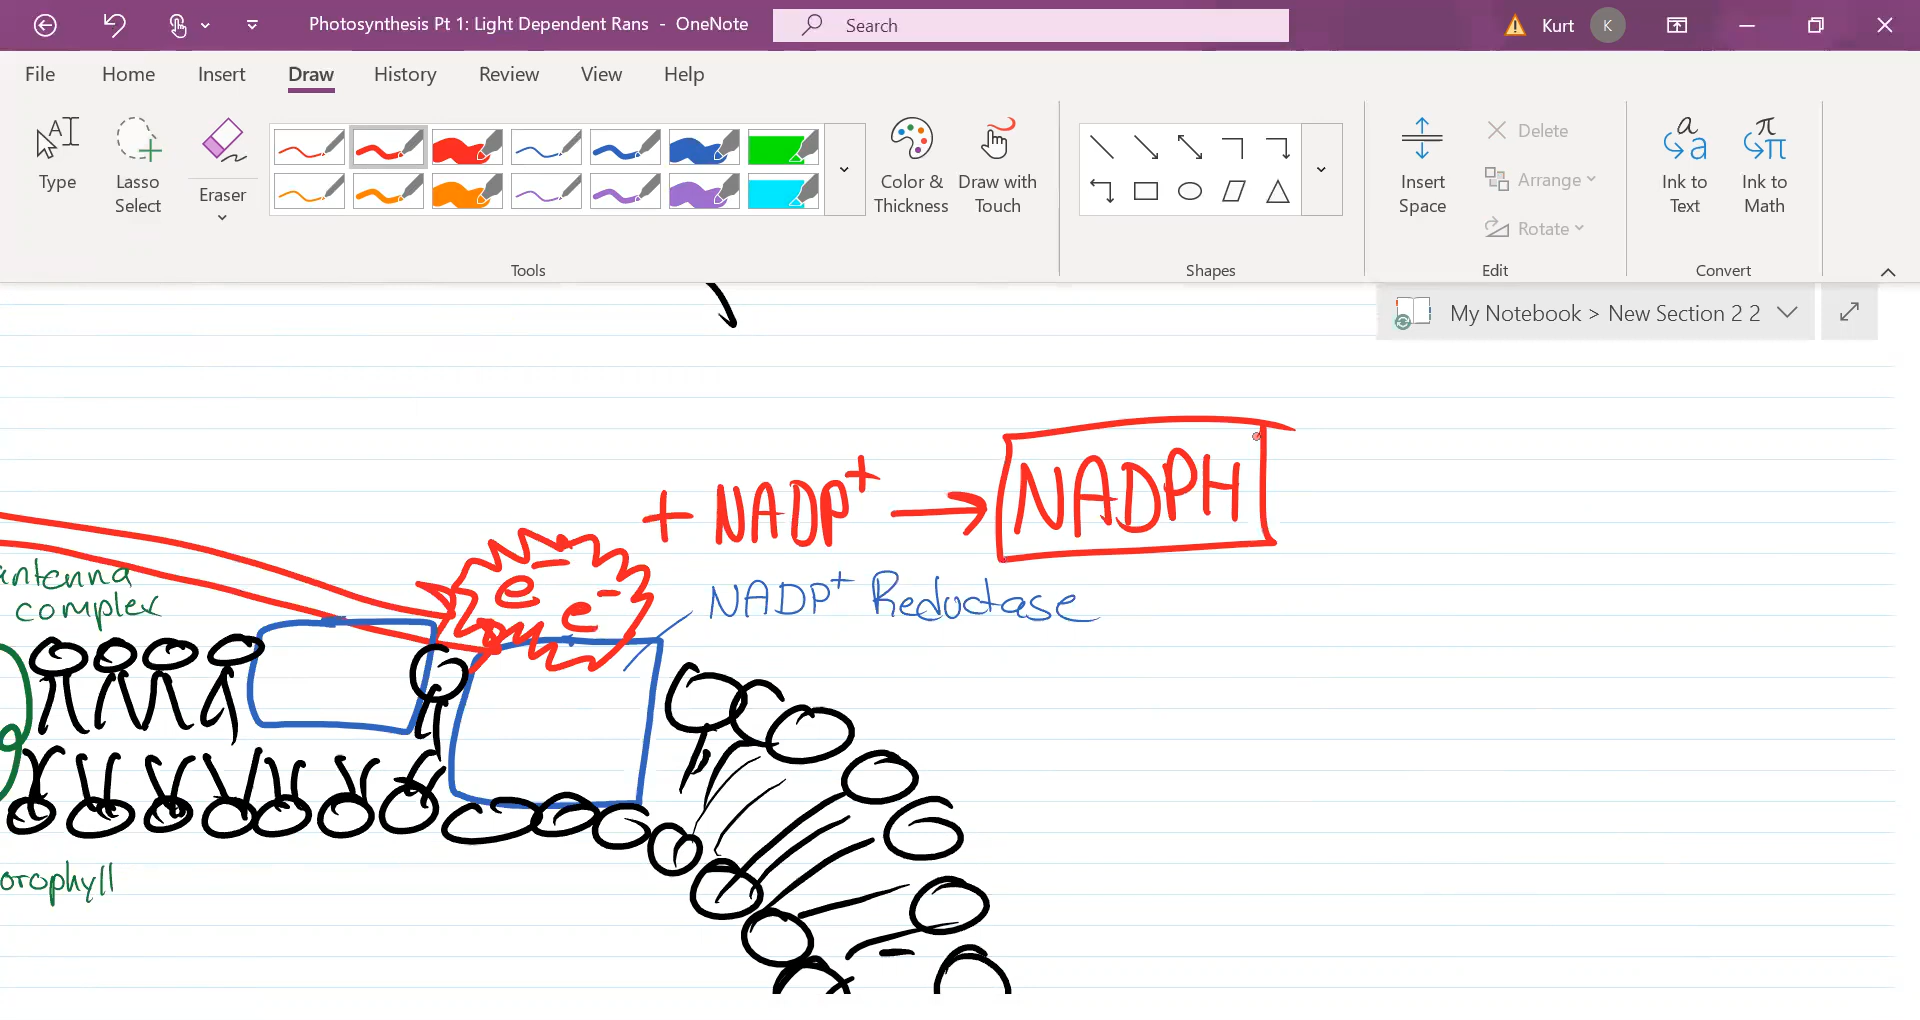 Photosynthesis Pt 1: Light Dependent Rans - OneNote
Search
Kurt
K
File Home Insert Draw History Review View Help
Type
Lasso Select
Eraser
Color & Thickness
Draw with Touch
Insert Space
Delete
Arrange
Rotate
Ink to Text
Ink to Math
Tools
Shapes
Edit
Convert
My Notebook > New Section 2 2
+ NADP+ → NADPH
e-
e-
NADP+ Reductase
antenna
complex
orophyll